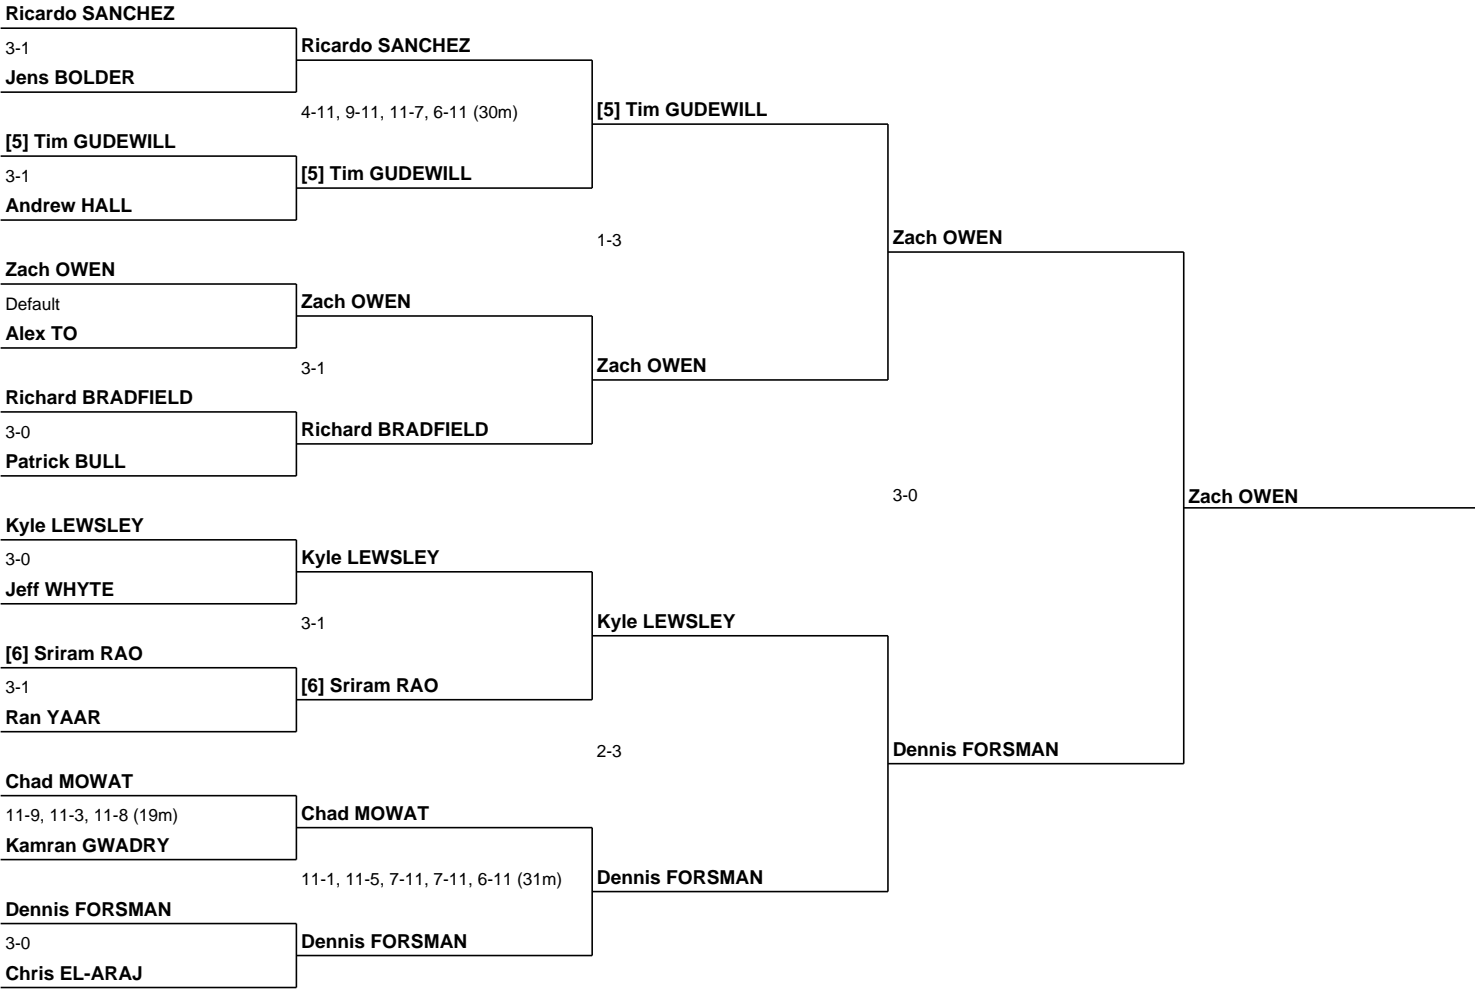 Ricardo SANCHEZ
3-1
Jens BOLDER
[5] Tim GUDEWILL
3-1
Andrew HALL
Zach OWEN
Default
Alex TO
Richard BRADFIELD
3-0
Patrick BULL
Kyle LEWSLEY
3-0
Jeff WHYTE
[6] Sriram RAO
3-1
Ran YAAR
Chad MOWAT
11-9, 11-3, 11-8 (19m)
Kamran GWADRY
Dennis FORSMAN
3-0
Chris EL-ARAJ
Ricardo SANCHEZ
4-11, 9-11, 11-7, 6-11 (30m)
[5] Tim GUDEWILL
Zach OWEN
3-1
Richard BRADFIELD
Kyle LEWSLEY
3-1
[6] Sriram RAO
Chad MOWAT
11-1, 11-5, 7-11, 7-11, 6-11 (31m)
Dennis FORSMAN
[5] Tim GUDEWILL
1-3
Zach OWEN
Kyle LEWSLEY
2-3
Dennis FORSMAN
Zach OWEN
3-0
Dennis FORSMAN
Zach OWEN